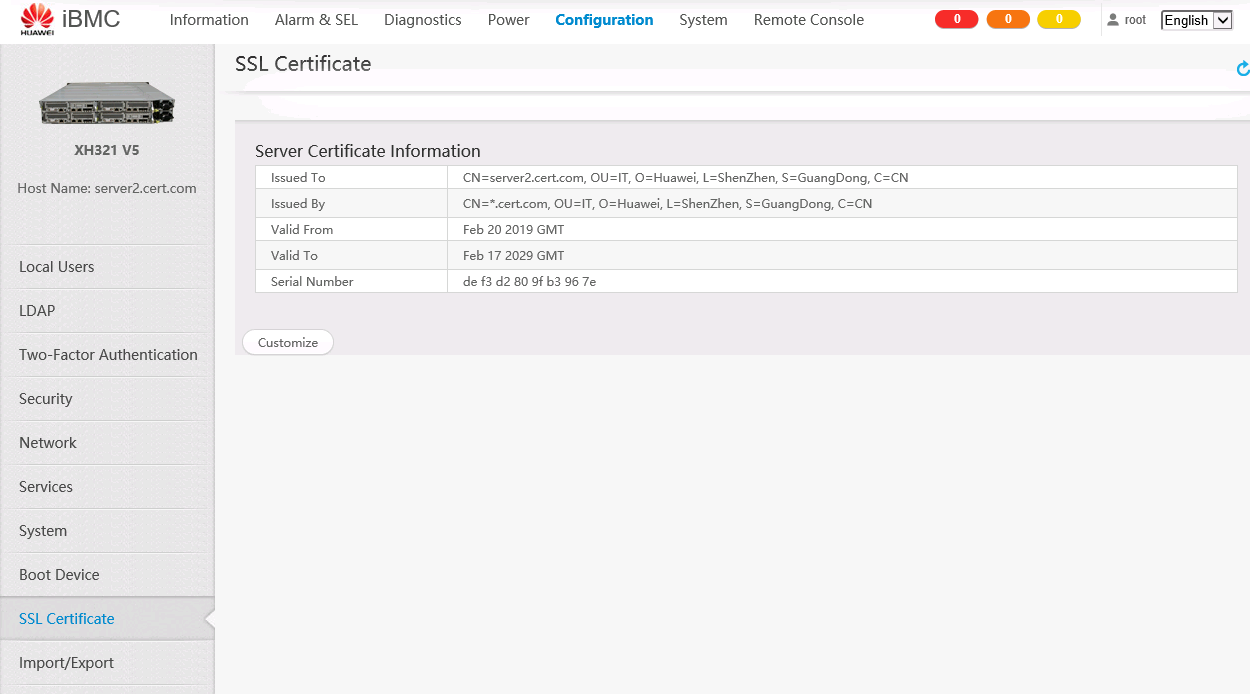 HUAWEI iBMC Information Alarm & SEL Diagnostics Power Configuration System Remote Console 0 0 0 root English
SSL Certificate
XH321 V5
Host Name: server2.cert.com
Local Users
LDAP
Two-Factor Authentication
Security
Network
Services
System
Boot Device
SSL Certificate
Import/Export
Server Certificate Information
Issued To CN=server2.cert.com, OU=IT, O=Huawei, L=ShenZhen, S=GuangDong, C=CN
Issued By CN=*.cert.com, OU=IT, O=Huawei, L=ShenZhen, S=GuangDong, C=CN
Valid From Feb 20 2019 GMT
Valid To Feb 17 2029 GMT
Serial Number de f3 d2 80 9f b3 96 7e
Customize